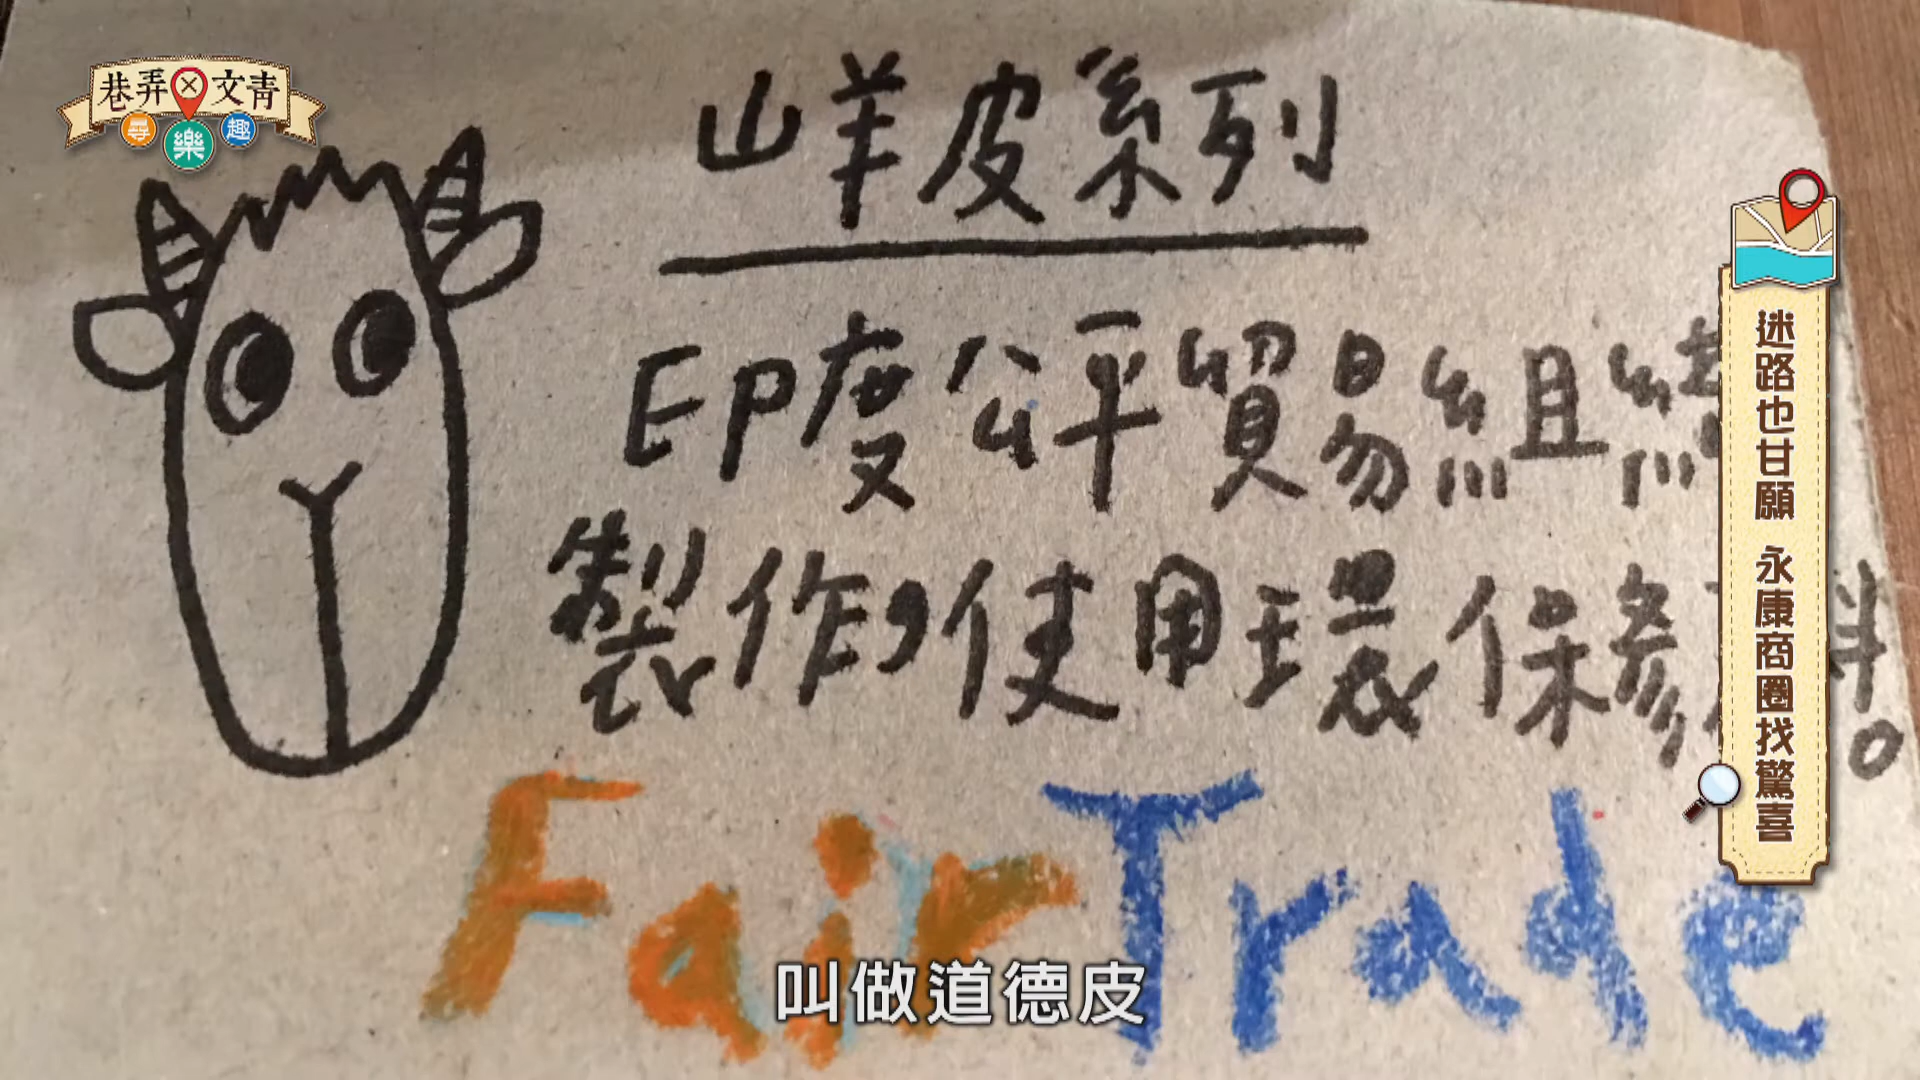 巷弄×文青
尋樂趣
山羊皮系列
印度公平貿易組織
製作,使用環保修料。
Fair Trade
迷路也甘願 永康商圈找驚喜
叫做道德皮